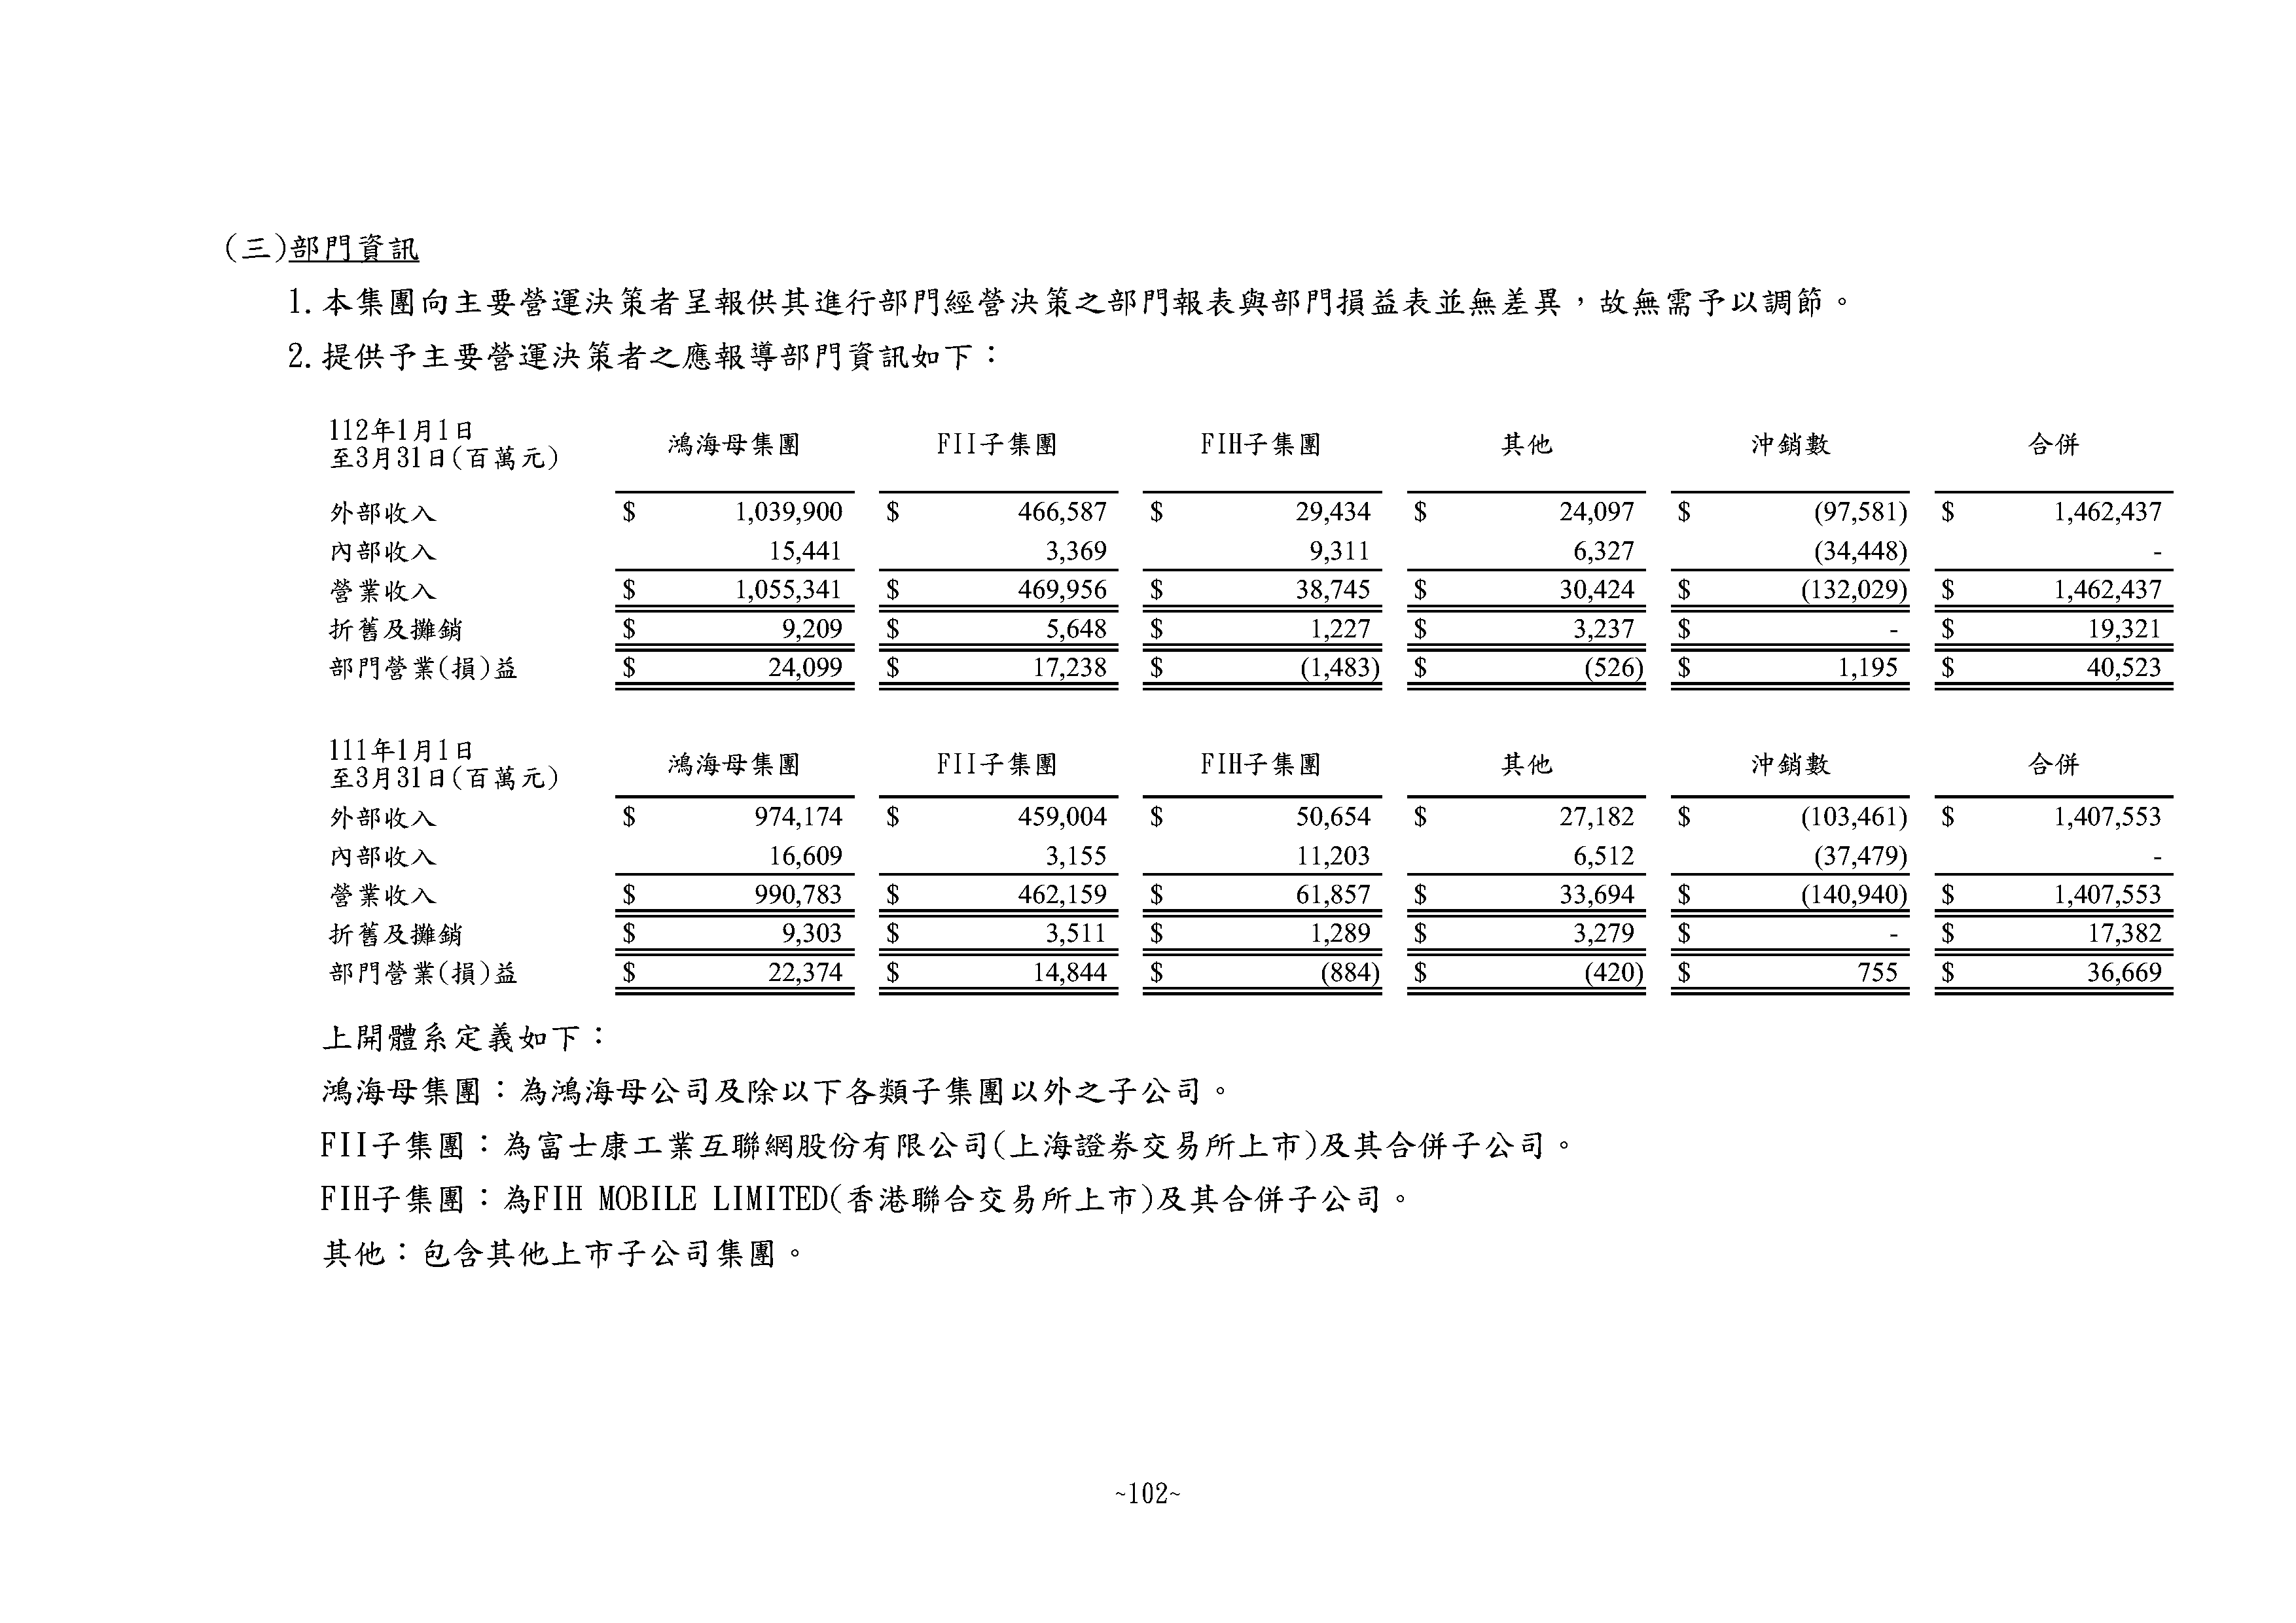 (三)部門資訊
1.本集團向主要營運決策者呈報供其進行部門經營決策之部門報表與部門損益表並無差異，故無需予以調節。
2.提供予主要營運決策者之應報導部門資訊如下：
112年1月1日
至3月31日(百萬元) 鴻海母集團 FII子集團 FIH子集團 其他 沖銷數 合併
外部收入 $ 1,039,900 $ 466,587 $ 29,434 $ 24,097 $ (97,581) $ 1,462,437
內部收入 15,441 3,369 9,311 6,327 (34,448) -
營業收入 $ 1,055,341 $ 469,956 $ 38,745 $ 30,424 $ (132,029) $ 1,462,437
折舊及攤銷 $ 9,209 $ 5,648 $ 1,227 $ 3,237 $ - $ 19,321
部門營業(損)益 $ 24,099 $ 17,238 $ (1,483) $ (526) $ 1,195 $ 40,523
111年1月1日
至3月31日(百萬元) 鴻海母集團 FII子集團 FIH子集團 其他 沖銷數 合併
外部收入 $ 974,174 $ 459,004 $ 50,654 $ 27,182 $ (103,461) $ 1,407,553
內部收入 16,609 3,155 11,203 6,512 (37,479) -
營業收入 $ 990,783 $ 462,159 $ 61,857 $ 33,694 $ (140,940) $ 1,407,553
折舊及攤銷 $ 9,303 $ 3,511 $ 1,289 $ 3,279 $ - $ 17,382
部門營業(損)益 $ 22,374 $ 14,844 $ (884) $ (420) $ 755 $ 36,669
上開體系定義如下：
鴻海母集團：為鴻海母公司及除以下各類子集團以外之子公司。
FII子集團：為富士康工業互聯網股份有限公司(上海證券交易所上市)及其合併子公司。
FIH子集團：為FIH MOBILE LIMITED(香港聯合交易所上市)及其合併子公司。
其他：包含其他上市子公司集團。
~102~